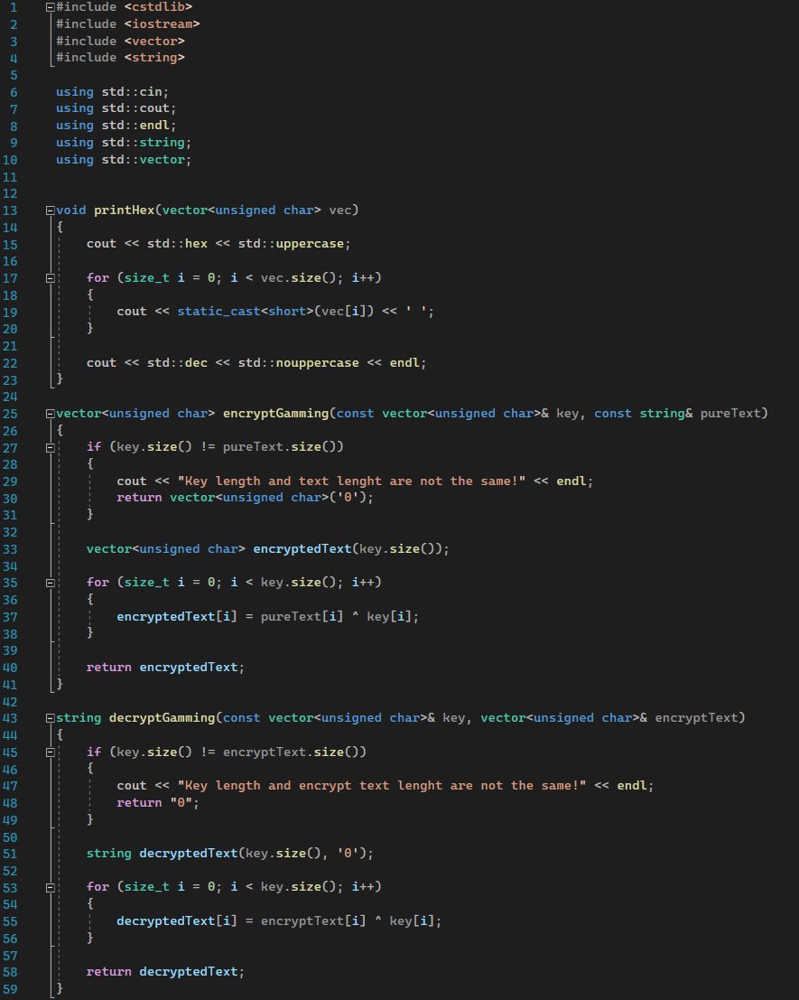 1 #include <cstdlib>
2 #include <iostream>
3 #include <vector>
4 #include <string>
5
6 using std::cin;
7 using std::cout;
8 using std::endl;
9 using std::string;
10 using std::vector;
11
12
13 void printHex(vector<unsigned char> vec)
14 {
15     cout << std::hex << std::uppercase;
16
17     for (size_t i = 0; i < vec.size(); i++)
18     {
19         cout << static_cast<short>(vec[i]) << ' ';
20     }
21
22     cout << std::dec << std::nouppercase << endl;
23 }
24
25 vector<unsigned char> encryptGamming(const vector<unsigned char>& key, const string& pureText)
26 {
27     if (key.size() != pureText.size())
28     {
29         cout << "Key length and text lenght are not the same!" << endl;
30         return vector<unsigned char>('0');
31     }
32
33     vector<unsigned char> encryptedText(key.size());
34
35     for (size_t i = 0; i < key.size(); i++)
36     {
37         encryptedText[i] = pureText[i] ^ key[i];
38     }
39
40     return encryptedText;
41 }
42
43 string decryptGamming(const vector<unsigned char>& key, vector<unsigned char>& encryptText)
44 {
45     if (key.size() != encryptText.size())
46     {
47         cout << "Key length and encrypt text lenght are not the same!" << endl;
48         return "0";
49     }
50
51     string decryptedText(key.size(), '0');
52
53     for (size_t i = 0; i < key.size(); i++)
54     {
55         decryptedText[i] = encryptText[i] ^ key[i];
56     }
57
58     return decryptedText;
59 }